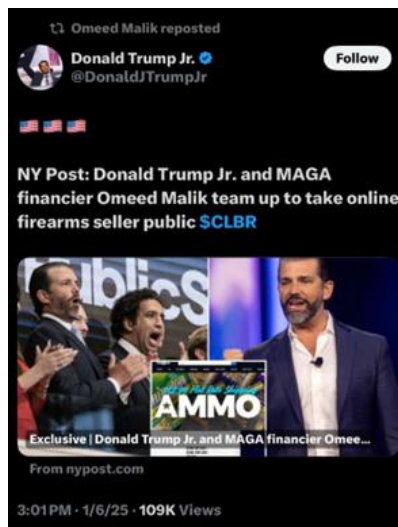 Omeed Malik reposted
Donald Trump Jr.
Follow
@DonaldJTrumpJr
NY Post: Donald Trump Jr. and MAGA
financier Omeed Malik team up to take online
firearms seller public $CLBR
AMMO
Exclusive | Donald Trump Jr. and MAGA financier Omee...
From nypost.com
3:01 PM · 1/6/25 · 109K Views